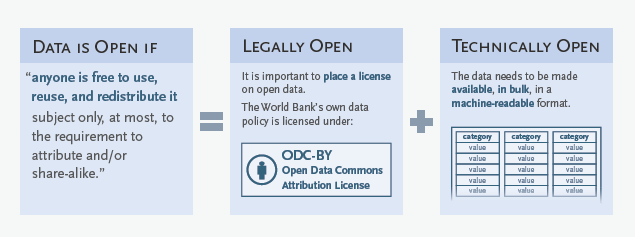 DATA IS OPEN IF
“anyone is free to use,
reuse, and redistribute it
subject only, at most, to
the requirement to
attribute and/or
share-alike.”
=
LEGALLY OPEN
It is important to place a license
on open data.
The World Bank's own data
policy is licensed under:
ODC-BY
Open Data Commons
Attribution License
+
TECHNICALLY OPEN
The data needs to be made
available, in bulk, in a
machine-readable format.
category category category
value value value
value value value
value value value
value value value
value value value